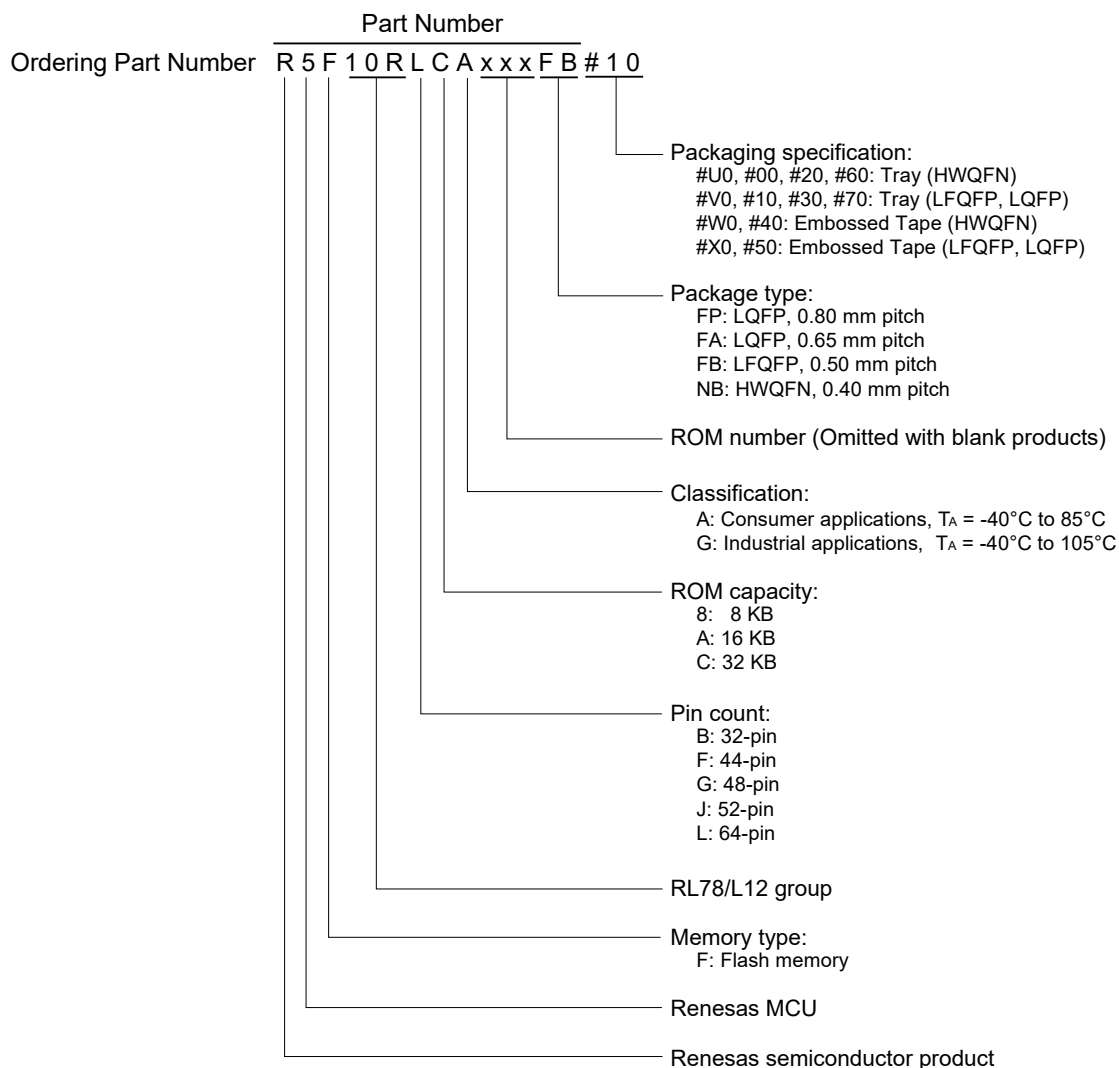 Part Number
Ordering Part Number R 5 F 1 0 R L C A x x x F B # 1 0
Packaging specification:
#U0, #00, #20, #60: Tray (HWQFN)
#V0, #10, #30, #70: Tray (LFQFP, LQFP)
#W0, #40: Embossed Tape (HWQFN)
#X0, #50: Embossed Tape (LFQFP, LQFP)
Package type:
FP: LQFP, 0.80 mm pitch
FA: LQFP, 0.65 mm pitch
FB: LFQFP, 0.50 mm pitch
NB: HWQFN, 0.40 mm pitch
ROM number (Omitted with blank products)
Classification:
A: Consumer applications, TA = -40°C to 85°C
G: Industrial applications, TA = -40°C to 105°C
ROM capacity:
8: 8 KB
A: 16 KB
C: 32 KB
Pin count:
B: 32-pin
F: 44-pin
G: 48-pin
J: 52-pin
L: 64-pin
RL78/L12 group
Memory type:
F: Flash memory
Renesas MCU
Renesas semiconductor product